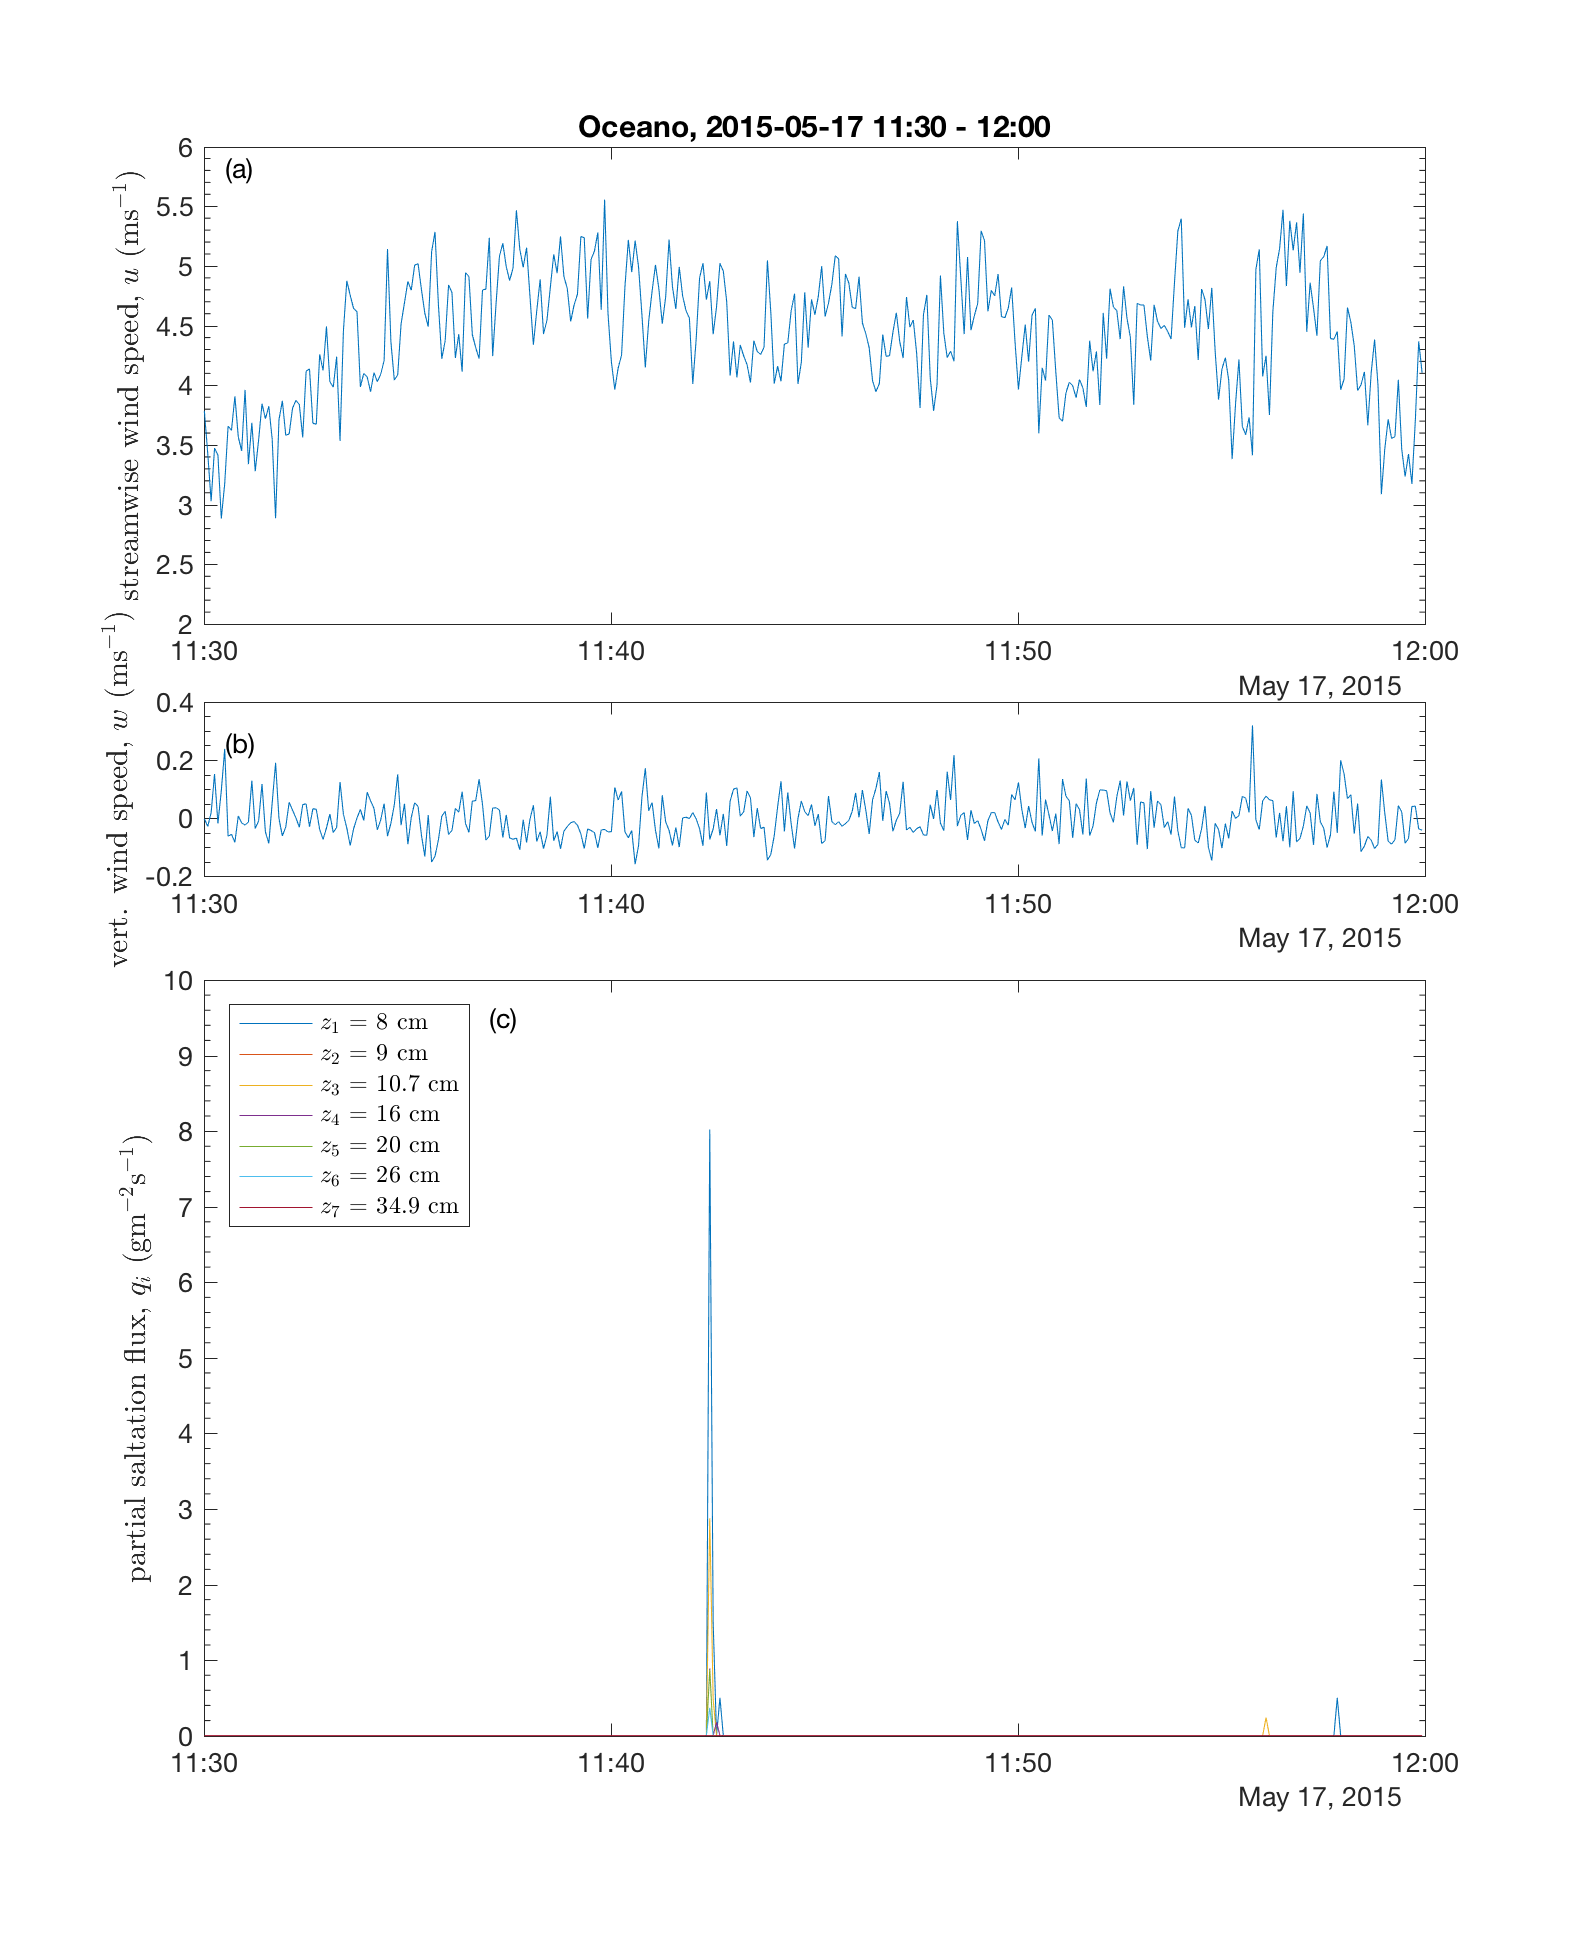 Oceano, 2015-05-17 11:30 - 12:00
(a)
streamwise wind speed, u (ms⁻¹)
6
5.5
5
4.5
4
3.5
3
2.5
2
11:30 11:40 11:50 12:00
May 17, 2015
(b)
vert. wind speed, w (ms⁻¹)
0.4
0.2
0
-0.2
11:30 11:40 11:50 12:00
May 17, 2015
(c)
partial saltation flux, qᵢ (gm⁻²s⁻¹)
10
9
8
7
6
5
4
3
2
1
0
z₁ = 8 cm
z₂ = 9 cm
z₃ = 10.7 cm
z₄ = 16 cm
z₅ = 20 cm
z₆ = 26 cm
z₇ = 34.9 cm
11:30 11:40 11:50 12:00
May 17, 2015